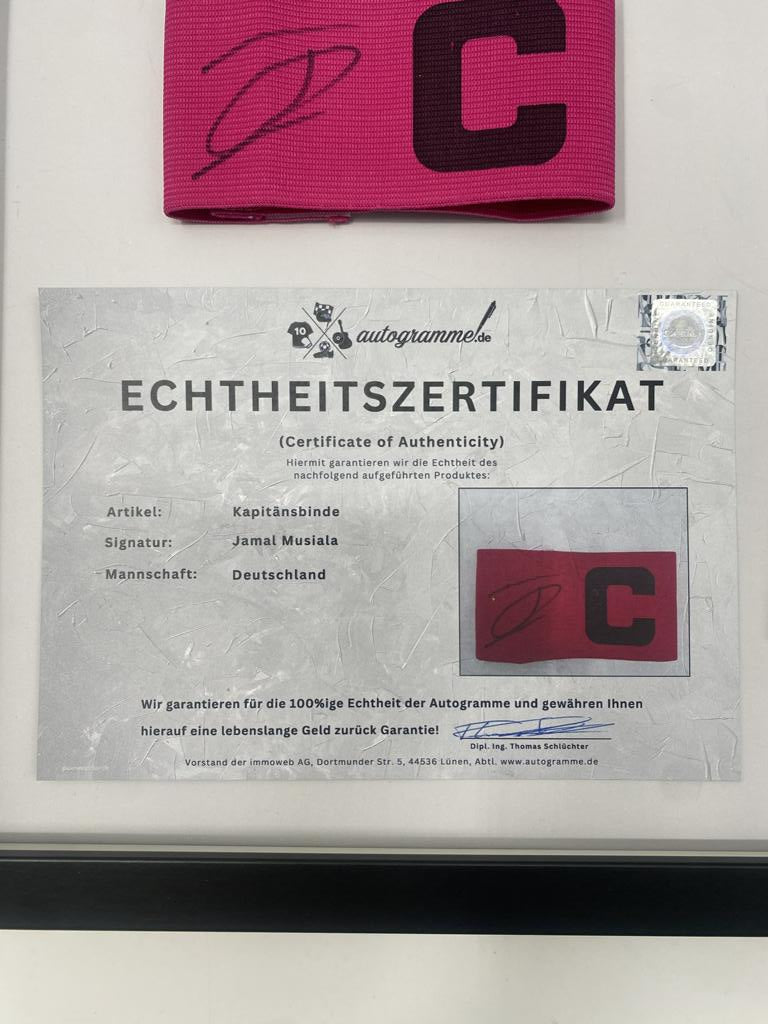 C
10
autogramme.de
GUARANTEED
GENUINE
ECHTHEITSZERTIFIKAT
(Certificate of Authenticity)
Hiermit garantieren wir die Echtheit des
nachfolgend aufgeführten Produktes:
Artikel: Kapitänsbinde
Signatur: Jamal Musiala
Mannschaft: Deutschland
C
Wir garantieren für die 100%ige Echtheit der Autogramme und gewähren Ihnen
hierauf eine lebenslange Geld zurück Garantie!
Dipl. Ing. Thomas Schlüchter
Vorstand der immoweb AG, Dortmunder Str. 5, 44536 Lünen, Abtl. www.autogramme.de